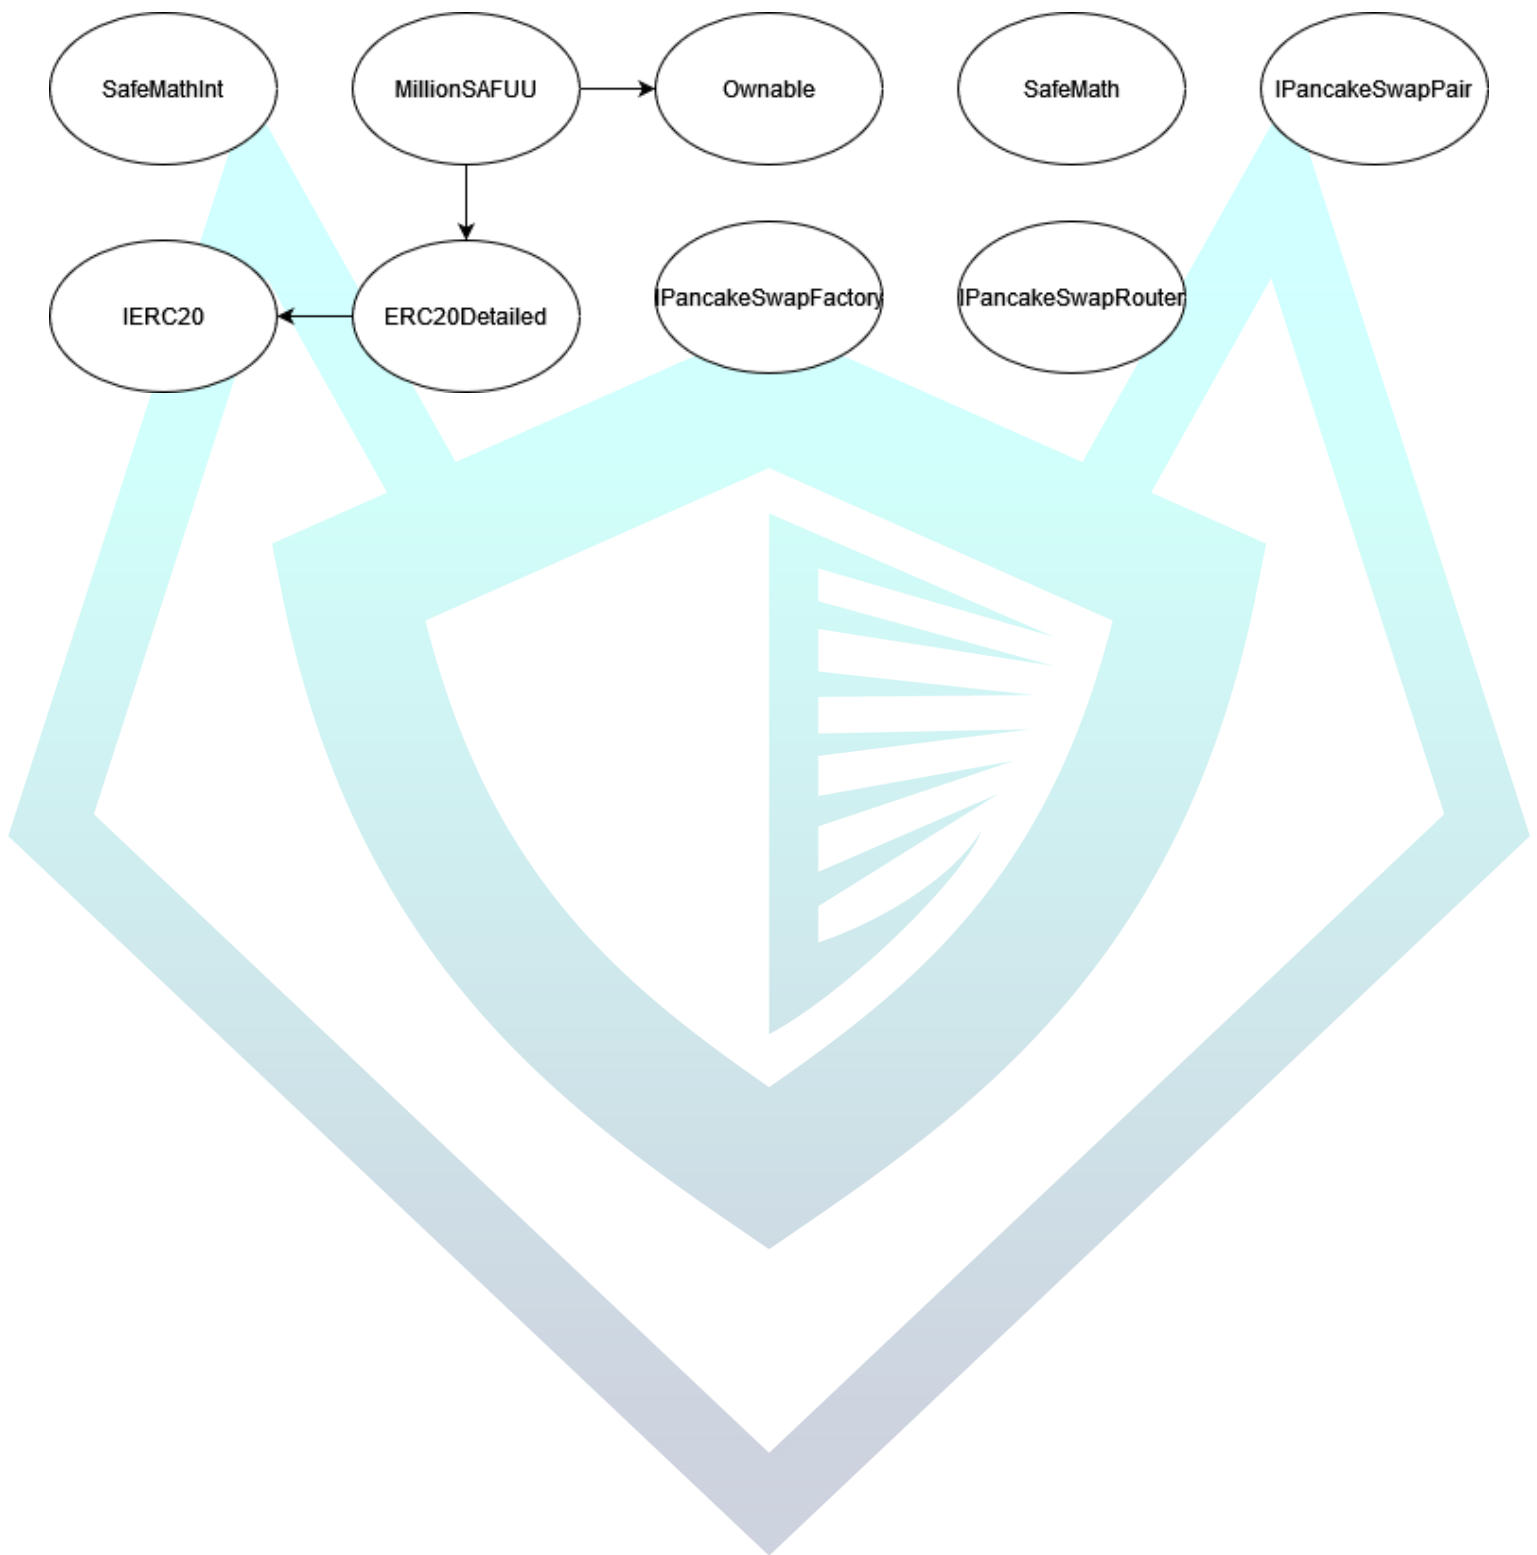 SafeMathInt
MillionSAFUU
Ownable
SafeMath
IPancakeSwapPair
IERC20
ERC20Detailed
IPancakeSwapFactory
IPancakeSwapRouter